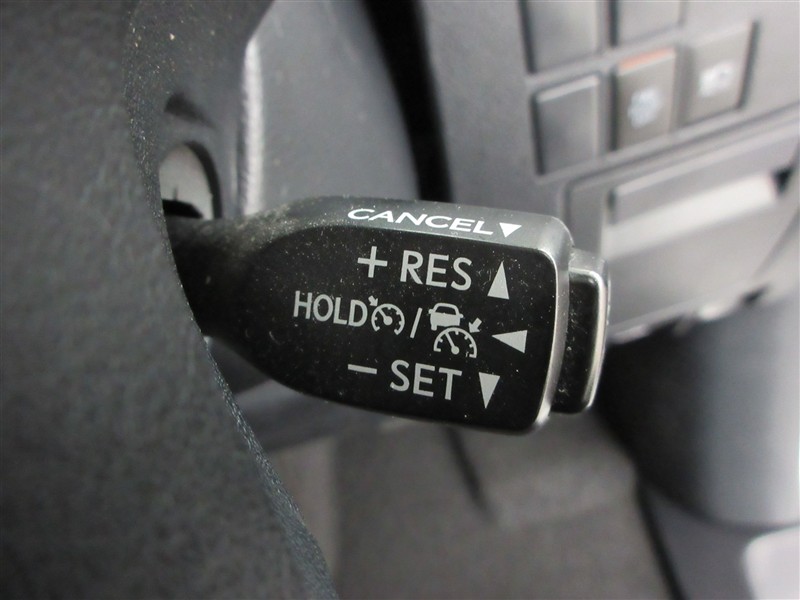 CANCEL▼
+ RES ▲
HOLD / ◀
− SET ▼